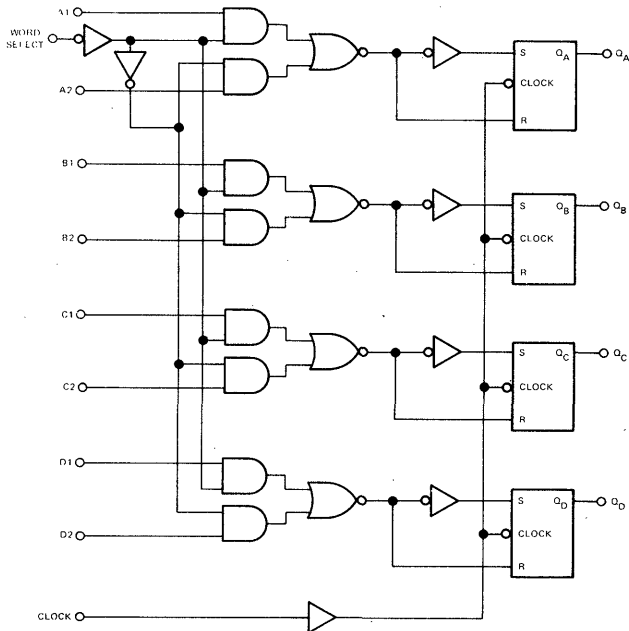 A1
WORD
SELECT
A2
S QA
CLOCK
R
QA
B1
B2
S QB
CLOCK
R
QB
C1
C2
S QC
CLOCK
R
QC
D1
D2
S QD
CLOCK
R
QD
CLOCK